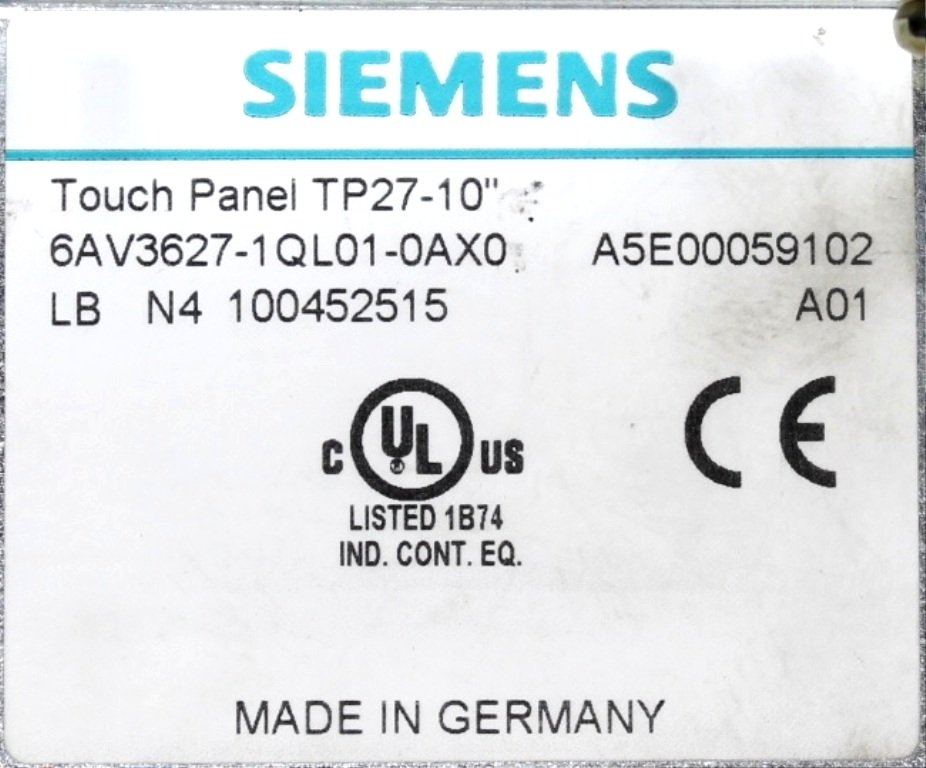 SIEMENS
Touch Panel TP27-10"
6AV3627-1QL01-0AX0 A5E00059102
LB N4 100452515 A01
C UL® US CE
LISTED 1B74
IND. CONT. EQ.
MADE IN GERMANY